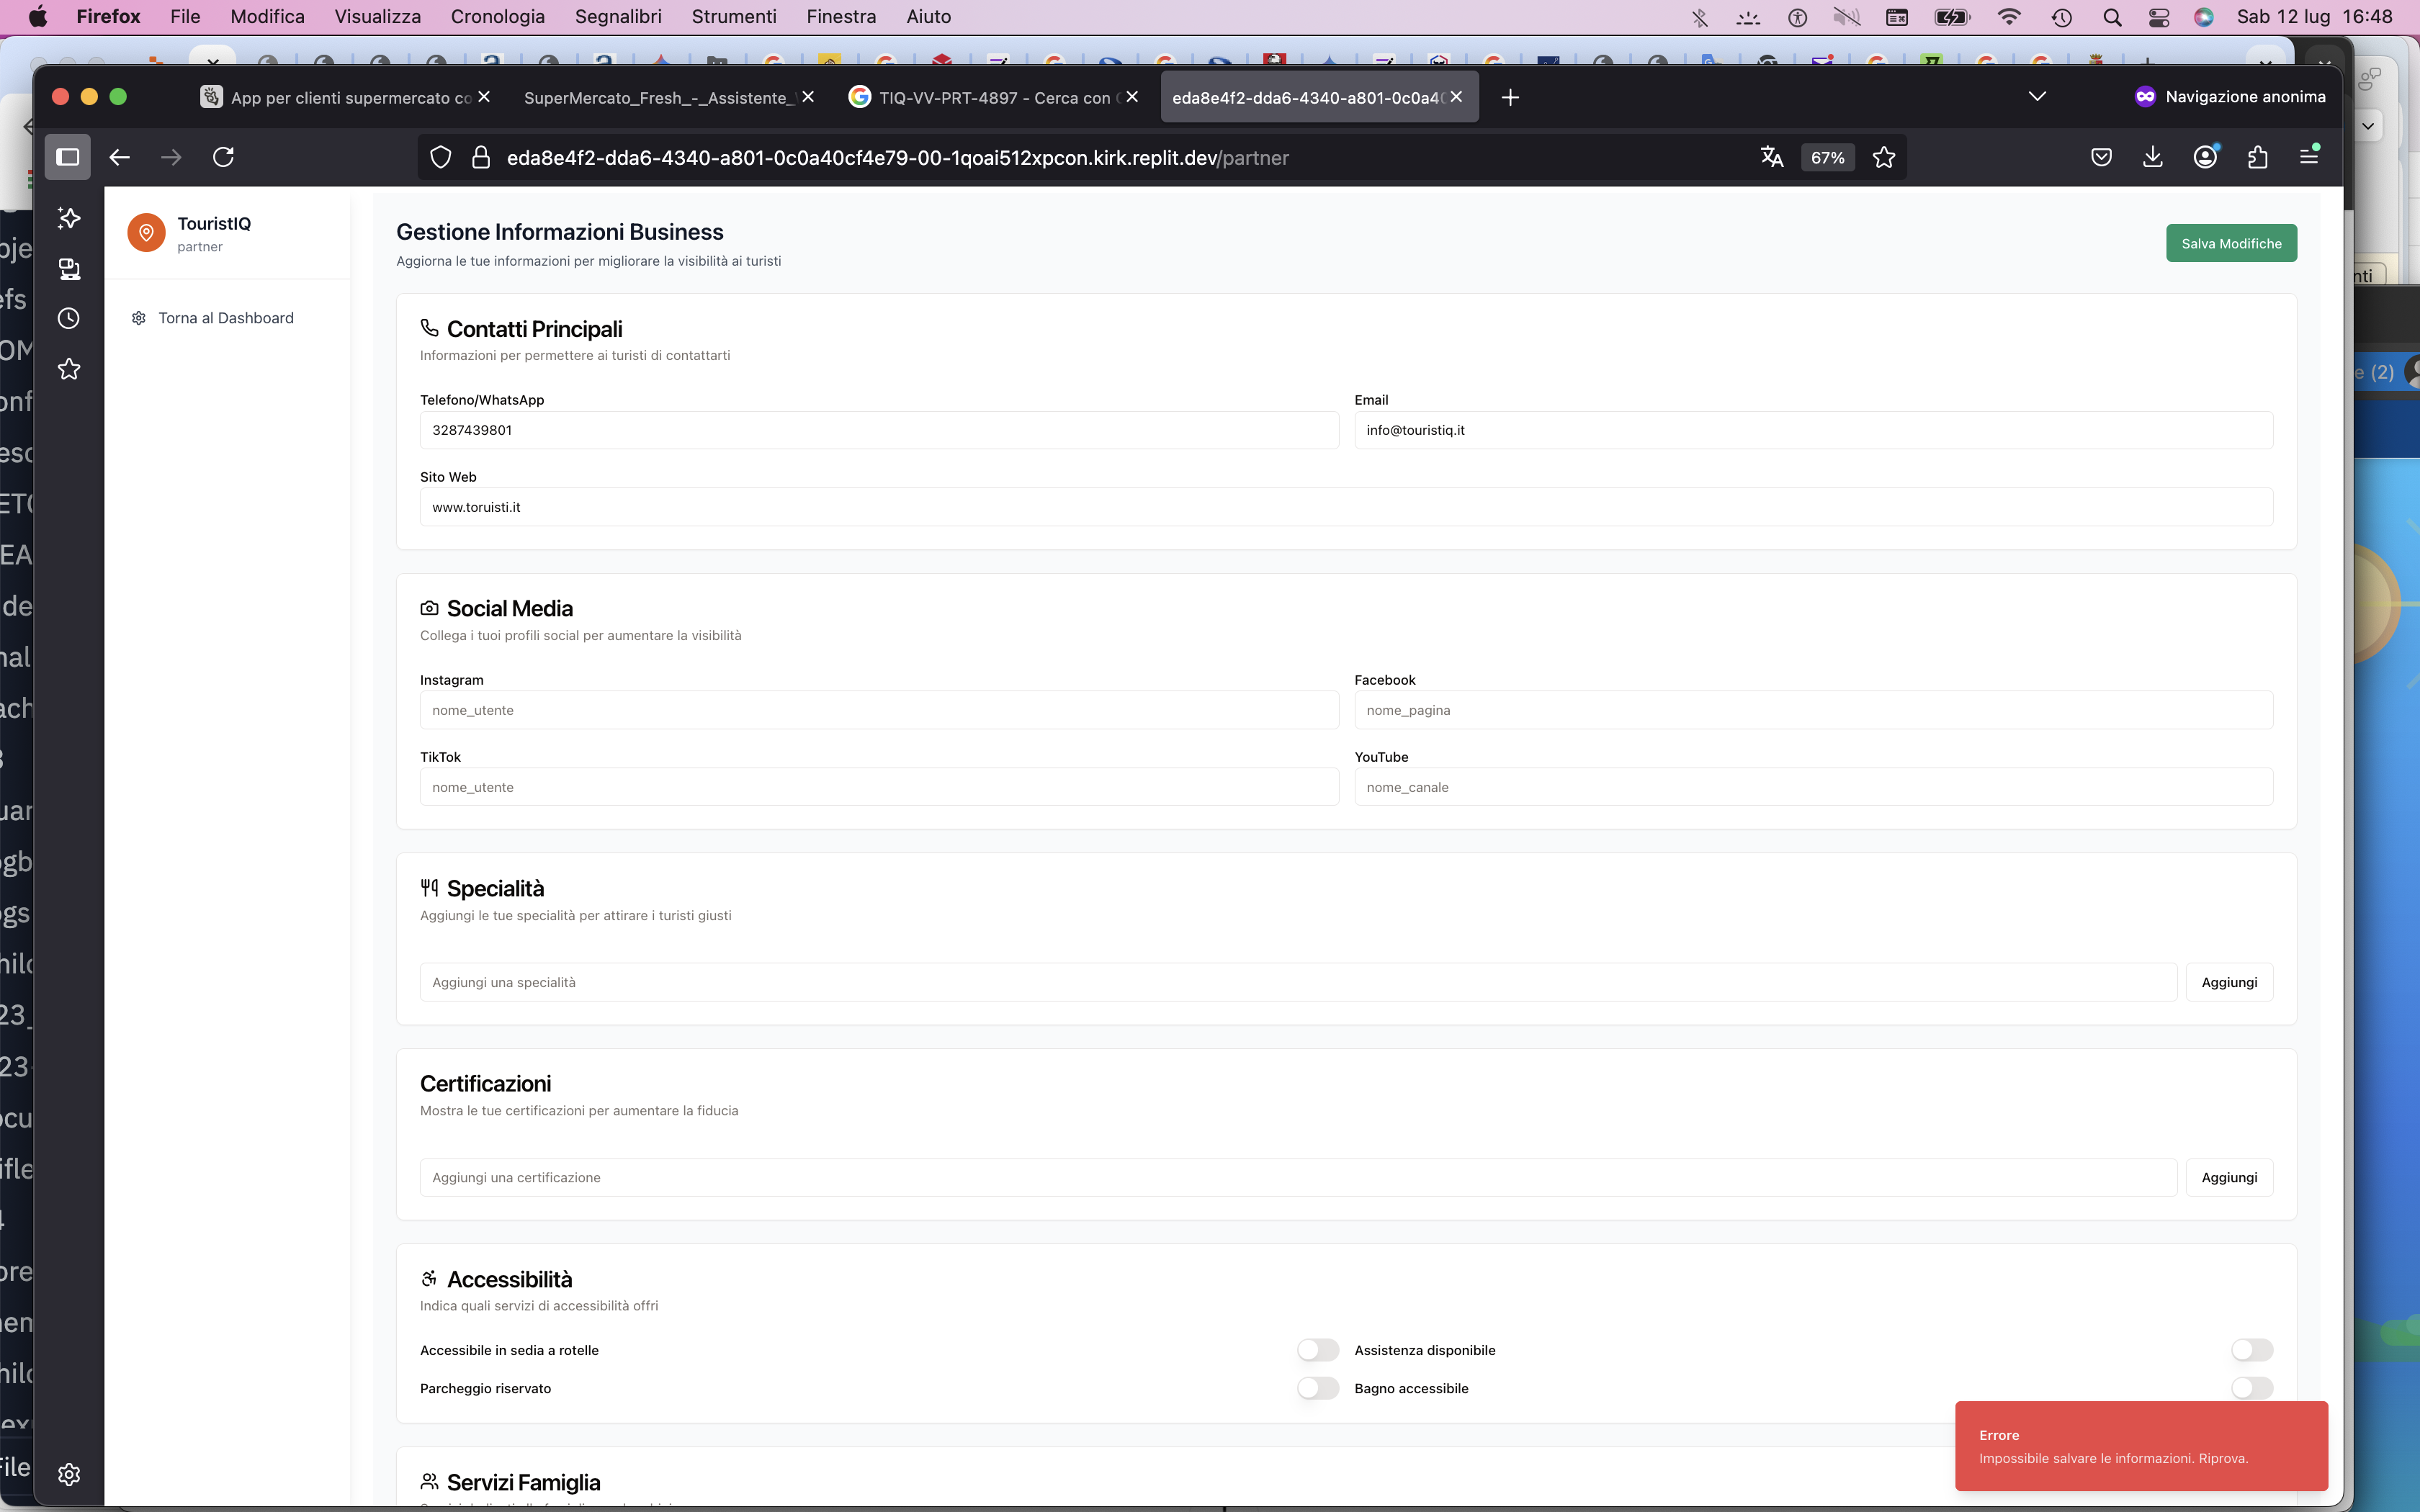 Firefox File Modifica Visualizza Cronologia Segnalibri Strumenti Finestra Aiuto Sab 12 lug 16:48
App per clienti supermercato co SuperMercato_Fresh_-_Assistente_ TIQ-VV-PRT-4897 - Cerca con eda8e4f2-dda6-4340-a801-0c0a40 Navigazione anonima
eda8e4f2-dda6-4340-a801-0c0a40cf4e79-00-1qoai512xpcon.kirk.replit.dev/partner 67%
TouristIQ
partner
Torna al Dashboard
Gestione Informazioni Business
Aggiorna le tue informazioni per migliorare la visibilità ai turisti
Salva Modifiche
Contatti Principali
Informazioni per permettere ai turisti di contattarti
Telefono/WhatsApp Email
3287439801 info@touristiq.it
Sito Web
www.toruisti.it
Social Media
Collega i tuoi profili social per aumentare la visibilità
Instagram Facebook
nome_utente nome_pagina
TikTok YouTube
nome_utente nome_canale
Specialità
Aggiungi le tue specialità per attirare i turisti giusti
Aggiungi una specialità Aggiungi
Certificazioni
Mostra le tue certificazioni per aumentare la fiducia
Aggiungi una certificazione Aggiungi
Accessibilità
Indica quali servizi di accessibilità offri
Accessibile in sedia a rotelle Assistenza disponibile
Parcheggio riservato Bagno accessibile
Servizi Famiglia
Errore
Impossibile salvare le informazioni. Riprova.